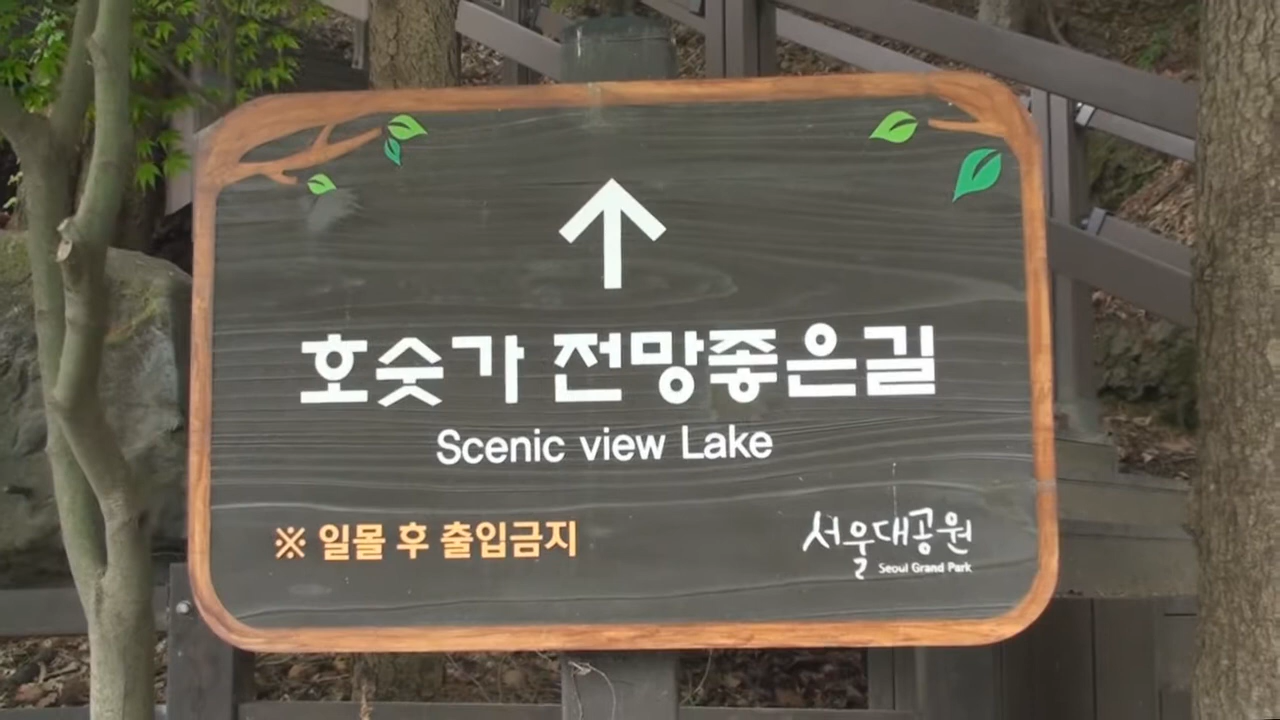 호숫가 전망좋은길
Scenic view Lake
※ 일몰 후 출입금지
서울대공원
Seoul Grand Park